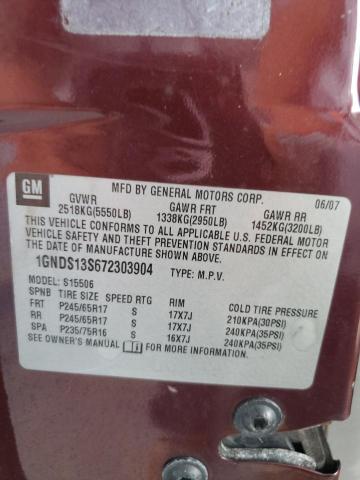 GM
MFD BY GENERAL MOTORS CORP. 06/07
GVWR GAWR FRT GAWR RR
2518KG(5550LB) 1338KG(2950LB) 1452KG(3200LB)
THIS VEHICLE CONFORMS TO ALL APPLICABLE U.S. FEDERAL MOTOR
VEHICLE SAFETY AND THEFT PREVENTION STANDARDS IN EFFECT ON
THE DATE OF MANUFACTURE SHOWN ABOVE.
1GNDS13S672303904 TYPE: M.P.V.
MODEL: S15506
SPNB TIRE SIZE SPEED RTG RIM COLD TIRE PRESSURE
FRT P245/65R17 S 17X7J 210KPA(30PSI)
RR P245/65R17 S 17X7J 240KPA(35PSI)
SPA P235/75R16 S 16X7J 240KPA(35PSI)
SEE OWNER'S MANUAL FOR ADDITIONAL INFORMATION.